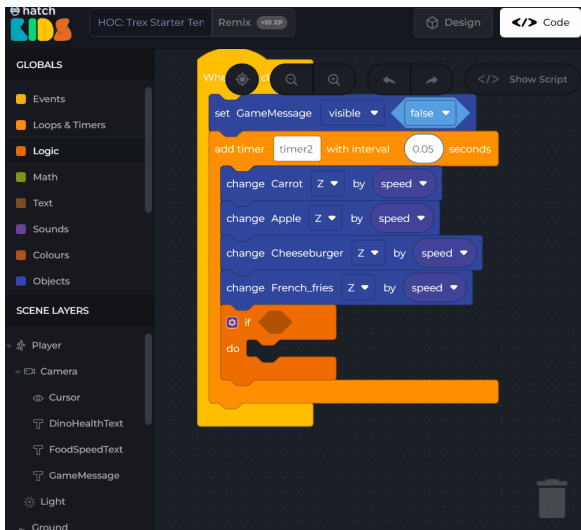 hatch
KIDS
HOC: Trex Starter Ten
Remix +10 XP
Design
</> Code
GLOBALS
Events
Loops & Timers
Logic
Math
Text
Sounds
Colours
Objects
SCENE LAYERS
Player
Camera
Cursor
DinoHealthText
FoodSpeedText
GameMessage
Light
Ground
Whe
</> Show Script
set GameMessage visible false
add timer timer2 with interval 0.05 seconds
change Carrot Z by speed
change Apple Z by speed
change Cheeseburger Z by speed
change French_fries Z by speed
if
do